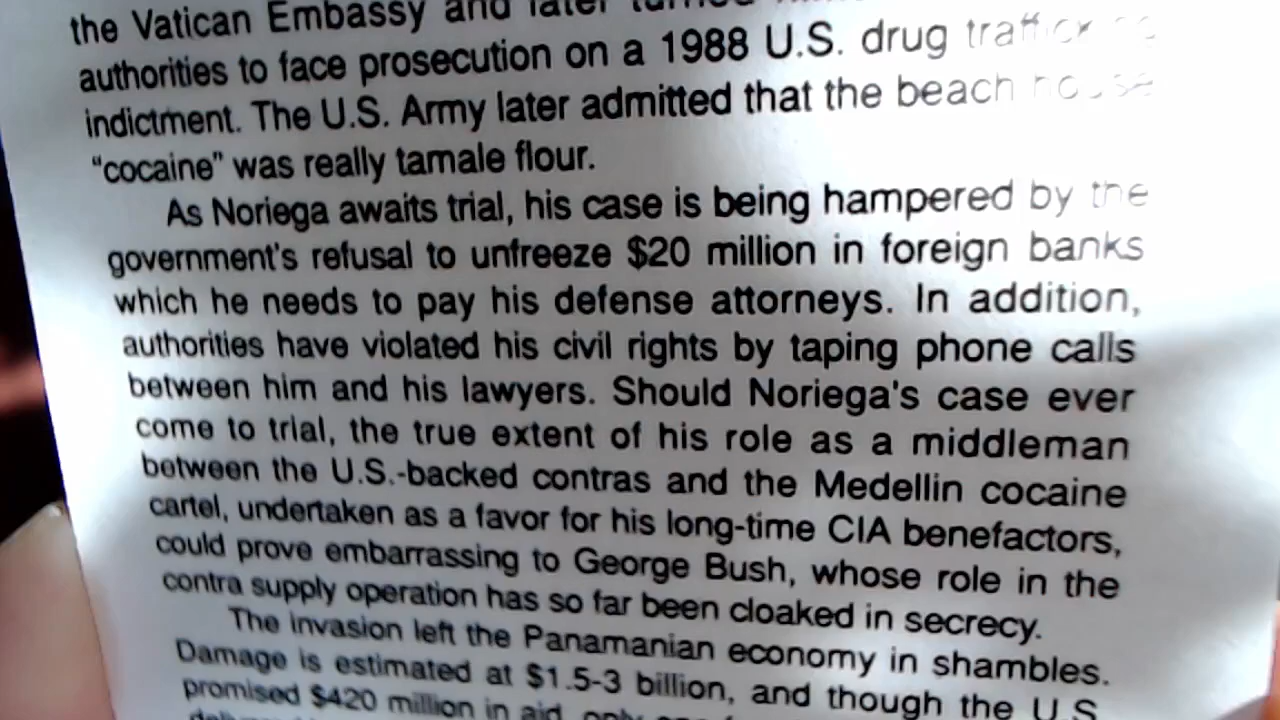 the Vatican Embassy and later turned
authorities to face prosecution on a 1988 U.S. drug trafficking
indictment. The U.S. Army later admitted that the beach house
“cocaine” was really tamale flour.
As Noriega awaits trial, his case is being hampered by the
government's refusal to unfreeze $20 million in foreign banks
which he needs to pay his defense attorneys. In addition,
authorities have violated his civil rights by taping phone calls
between him and his lawyers. Should Noriega's case ever
come to trial, the true extent of his role as a middleman
between the U.S.-backed contras and the Medellin cocaine
cartel, undertaken as a favor for his long-time CIA benefactors,
could prove embarrassing to George Bush, whose role in the
contra supply operation has so far been cloaked in secrecy.
The invasion left the Panamanian economy in shambles.
Damage is estimated at $1.5-3 billion, and though the U.S.
promised $420 million in aid, only